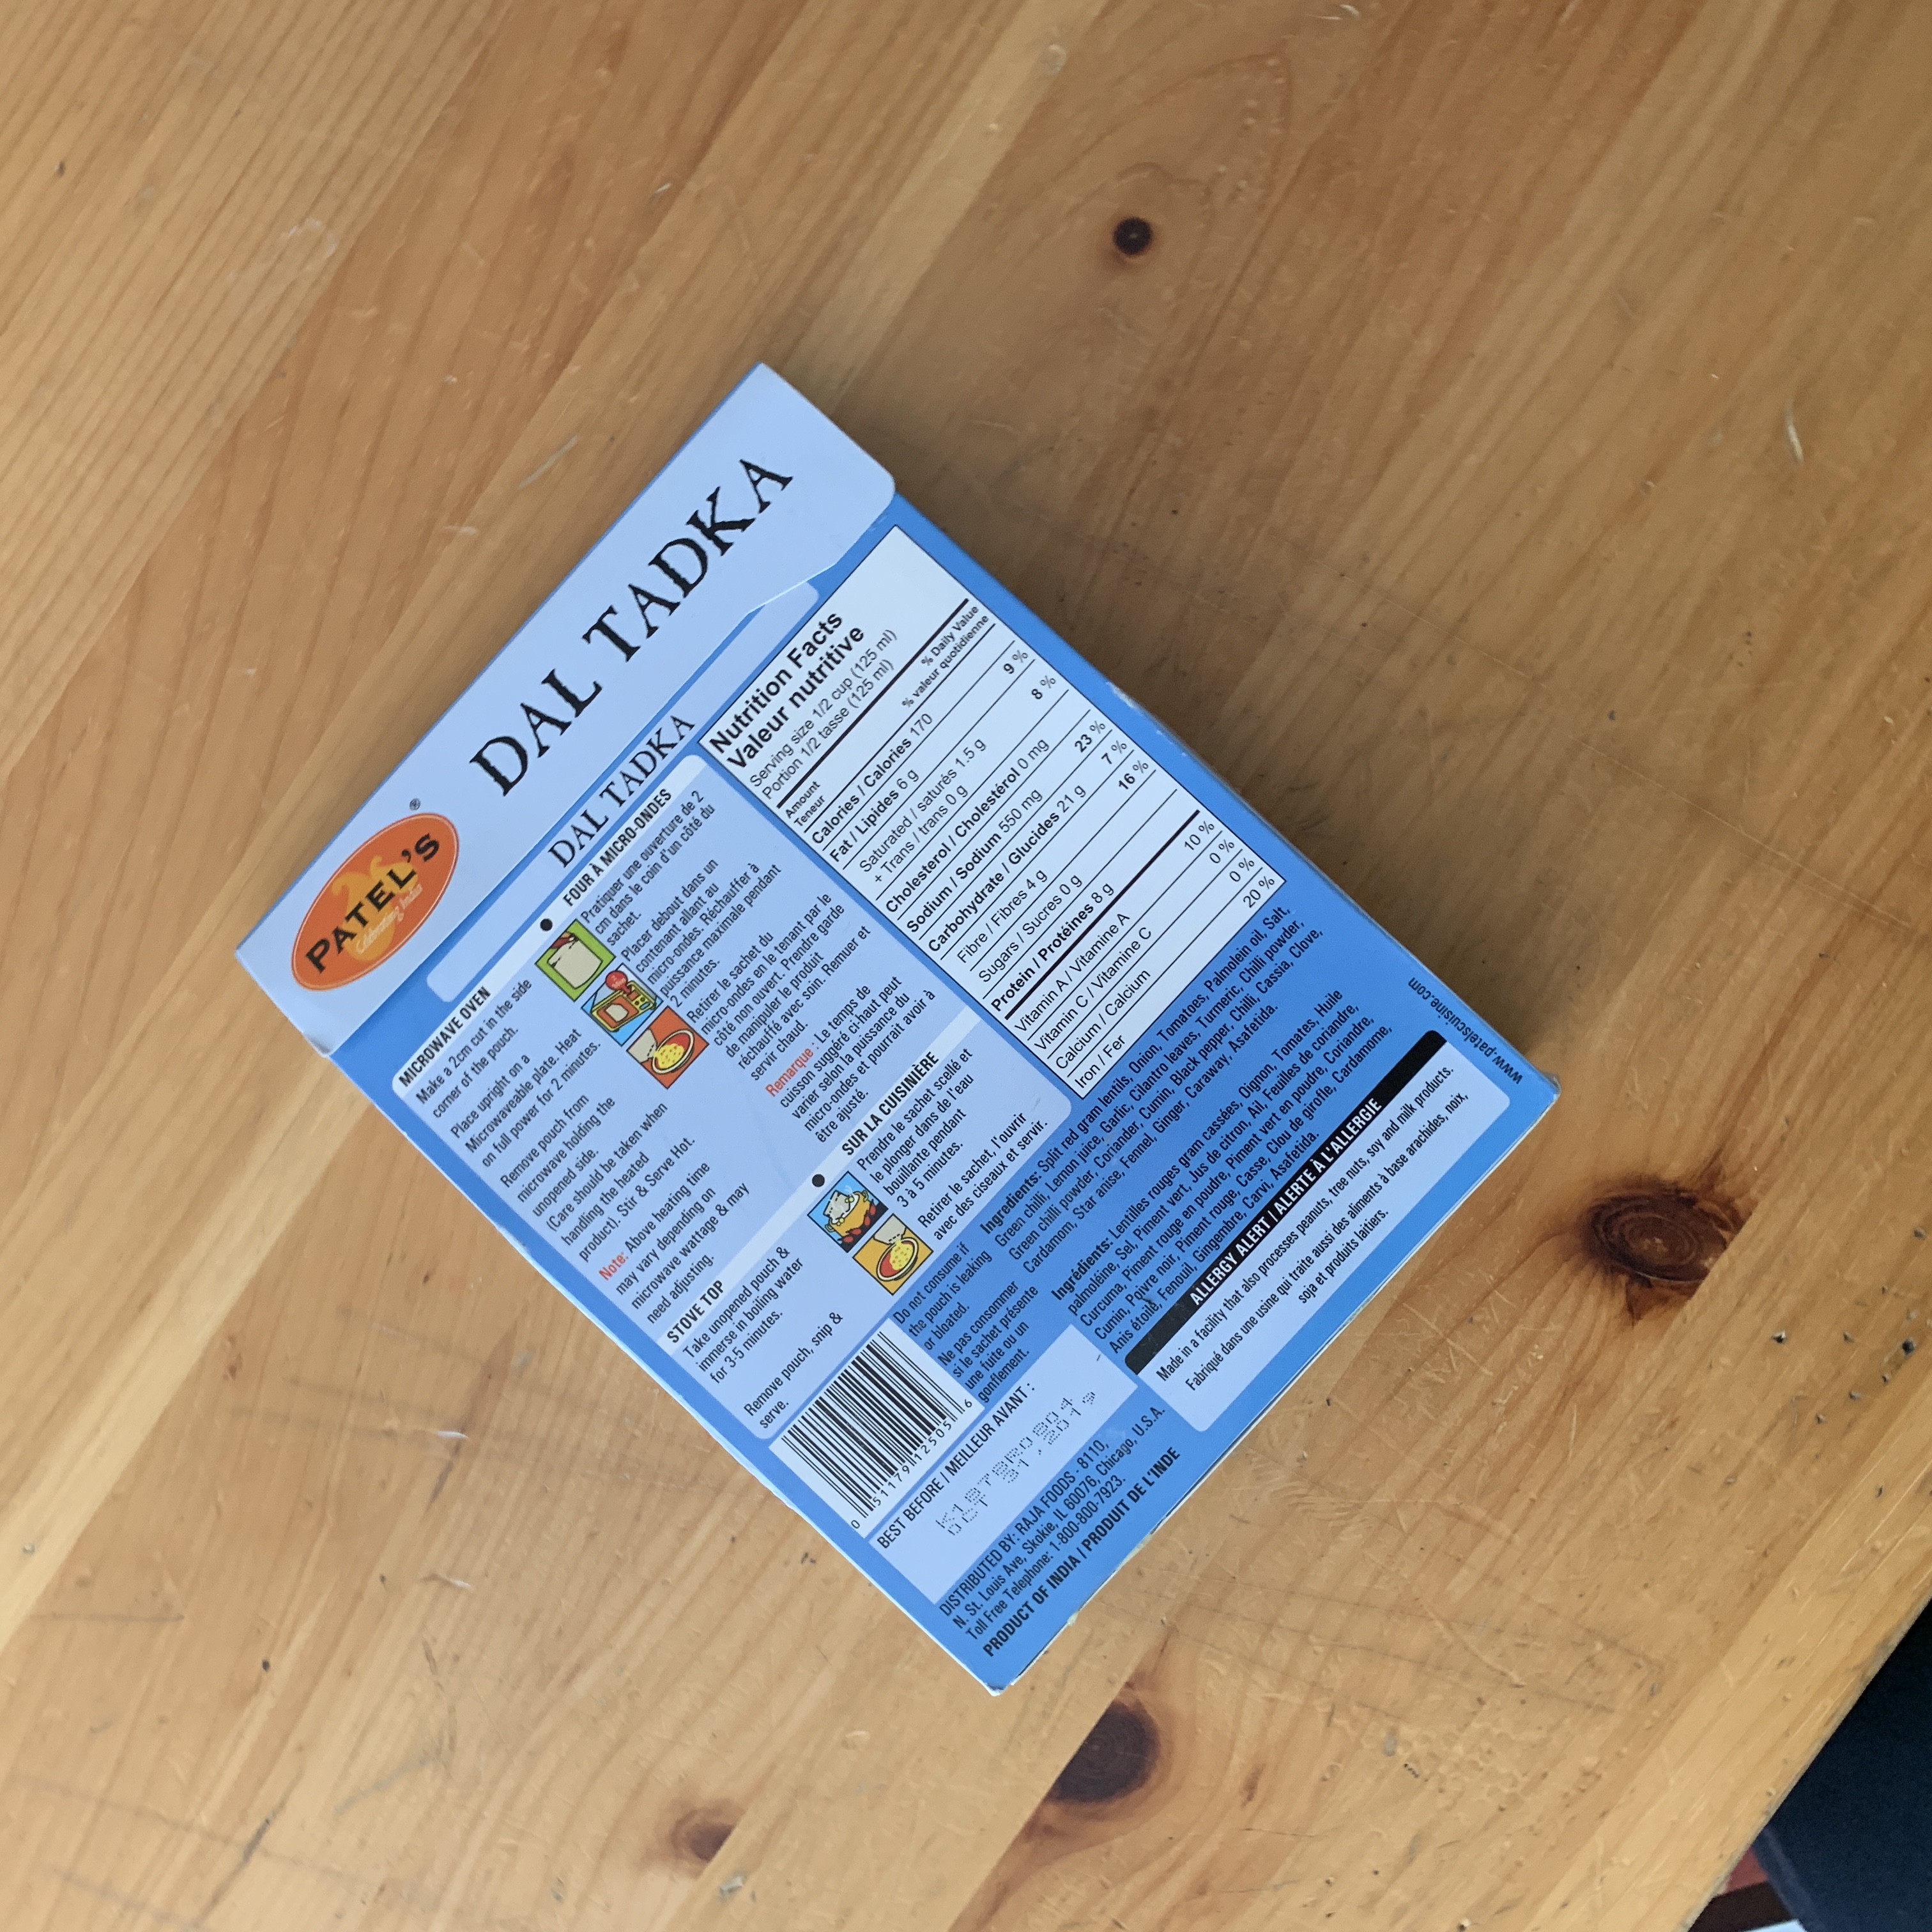 PATEL'S
Celebrating India
®
DAL TADKA
DAL TADKA
MICROWAVE OVEN
Make a 2cm cut in the side
corner of the pouch.
Place upright on a
Microwaveable plate. Heat
on full power for 2 minutes.
Remove pouch from
microwave holding the
unopened side.
(Care should be taken when
handling the heated
product). Stir & Serve Hot.
Note: Above heating time
may vary depending on
microwave wattage & may
need adjusting.
STOVE TOP
Take unopened pouch &
immerse in boiling water
for 3-5 minutes.
Remove pouch, snip &
serve.
FOUR À MICRO-ONDES
Pratiquer une ouverture de 2
cm dans le coin d'un côté du
sachet.
Placer debout dans un
contenant allant au
micro-ondes. Réchauffer à
puissance maximale pendant
2 minutes.
Retirer le sachet du
micro-ondes en le tenant par le
côté non ouvert. Prendre garde
de manipuler le produit
réchauffé avec soin. Remuer et
servir chaud.
Remarque : Le temps de
cuisson suggéré ci-haut peut
varier selon la puissance du
micro-ondes et pourrait avoir à
être ajusté.
SUR LA CUISINIÈRE
Prendre le sachet scellé et
le plonger dans de l'eau
bouillante pendant
3 à 5 minutes.
Retirer le sachet, l'ouvrir
avec des ciseaux et servir.
Nutrition Facts
Valeur nutritive
Serving size 1/2 cup (125 ml)
Portion 1/2 tasse (125 ml)
Amount % Daily Value
Teneur % valeur quotidienne
Calories / Calories 170
Fat / Lipides 6 g 9 %
Saturated / saturés 1.5 g
+ Trans / trans 0 g 8 %
Cholesterol / Cholestérol 0 mg
Sodium / Sodium 550 mg 23 %
Carbohydrate / Glucides 21 g 7 %
Fibre / Fibres 4 g 16 %
Sugars / Sucres 0 g
Protein / Protéines 8 g
Vitamin A / Vitamine A 10 %
Vitamin C / Vitamine C 0 %
Calcium / Calcium 0 %
Iron / Fer 20 %
0 51179 12505 6
Do not consume if
the pouch is leaking
or bloated.
Ne pas consommer
si le sachet présente
une fuite ou un
gonflement.
BEST BEFORE / MEILLEUR AVANT :
DISTRIBUTED BY: RAJA FOODS, 8110,
N. St. Louis Ave, Skokie, IL 60076, Chicago, U.S.A.
Toll Free Telephone: 1-800-800-7923.
PRODUCT OF INDIA / PRODUIT DE L'INDE
Ingredients: Split red gram lentils, Onion, Tomatoes, Palmolein oil, Salt,
Green chilli, Lemon juice, Garlic, Cilantro leaves, Turmeric, Chilli powder,
Green chilli powder, Coriander, Cumin, Black pepper, Chilli, Cassia, Clove,
Cardamom, Star anise, Fennel, Ginger, Caraway, Asafetida.
Ingrédients: Lentilles rouges gram cassées, Oignon, Tomates, Huile
palmoléine, Sel, Piment vert, Jus de citron, Ail, Feuilles de coriandre,
Curcuma, Piment rouge en poudre, Piment vert en poudre, Coriandre,
Cumin, Poivre noir, Piment rouge, Casse, Clou de girofle, Cardamome,
Anis étoilé, Fenouil, Gingembre, Carvi, Asafetida.
ALLERGY ALERT / ALERTE À L'ALLERGIE
Made in a facility that also processes peanuts, tree nuts, soy and milk products.
Fabriqué dans une usine qui traite aussi des aliments à base arachides, noix,
soja et produits laitiers.
www.patelscuisine.com